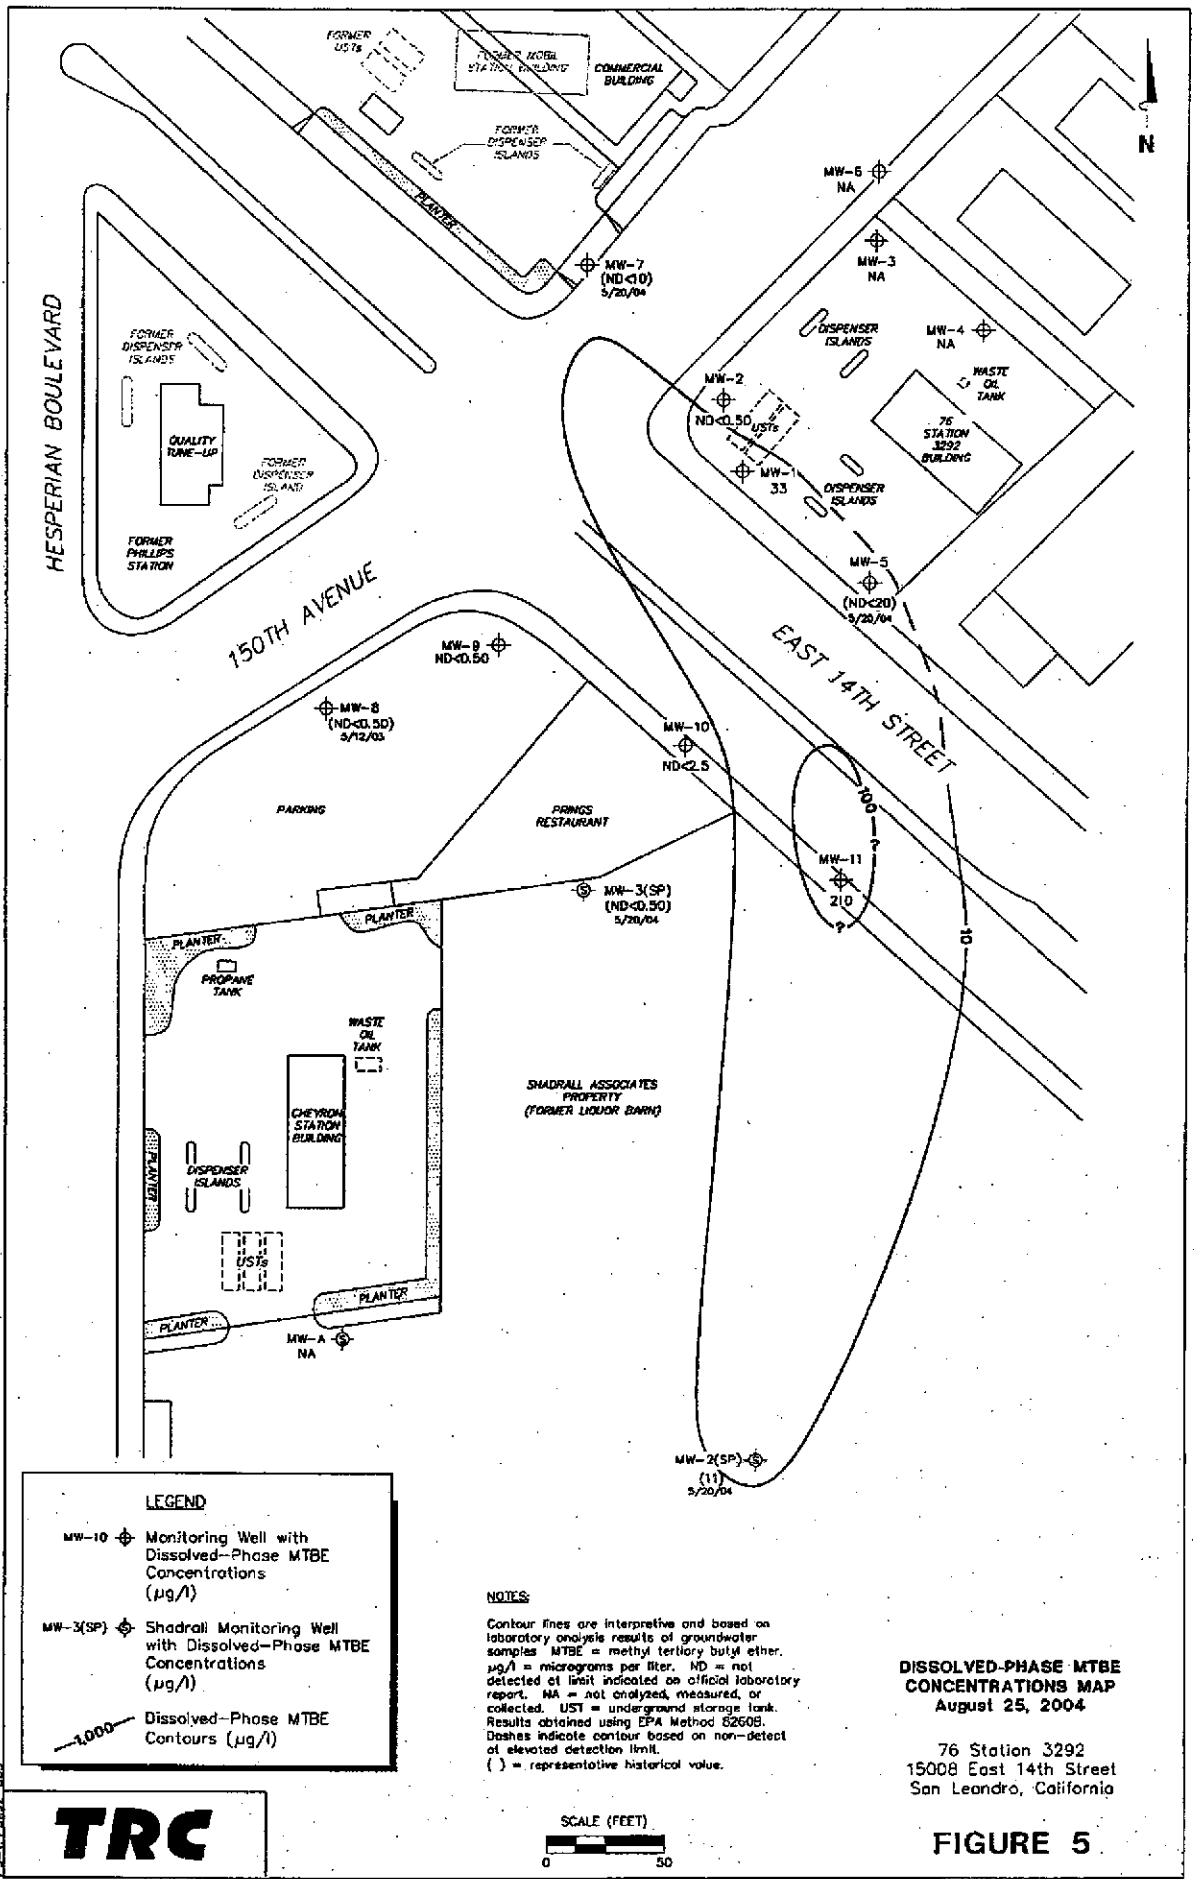 FORMER
USTs
FORMER MOBIL
STATION BUILDING
COMMERCIAL
BUILDING
FORMER
DISPENSER
ISLANDS
PLANTER
N
MW-6
NA
MW-3
NA
MW-7
(ND<10)
5/20/04
HESPERIAN BOULEVARD
FORMER
DISPENSER
ISLANDS
QUALITY
TUNE-UP
FORMER
DISPENSER
ISLAND
FORMER
PHILLIPS
STATION
DISPENSER
ISLANDS
MW-4
NA
WASTE
OIL
TANK
MW-2
ND<0.50
USTs
76
STATION
3292
BUILDING
MW-1
33
DISPENSER
ISLANDS
MW-5
(ND<20)
5/20/04
150TH AVENUE
EAST 14TH STREET
MW-9
ND<0.50
MW-8
(ND<0.50)
5/12/03
MW-10
ND<2.5
PARKING
PRINGS
RESTAURANT
100
?
MW-11
210
?
10
MW-3(SP)
(ND<0.50)
5/20/04
PLANTER
PLANTER
PROPANE
TANK
WASTE
OIL
TANK
CHEVRON
STATION
BUILDING
SHADRALL ASSOCIATES
PROPERTY
(FORMER LIQUOR BARN)
PLANTER
DISPENSER
ISLANDS
USTs
PLANTER
PLANTER
MW-A
NA
MW-2(SP)
(11)
5/20/04
LEGEND
MW-10 Monitoring Well with
Dissolved-Phase MTBE
Concentrations
(µg/l)
MW-3(SP) Shadrall Monitoring Well
with Dissolved-Phase MTBE
Concentrations
(µg/l)
1,000 Dissolved-Phase MTBE
Contours (µg/l)
NOTES:
Contour lines are interpretive and based on
laboratory analysis results of groundwater
samples MTBE = methyl tertiary butyl ether.
µg/l = micrograms per liter. ND = not
detected at limit indicated on official laboratory
report. NA = not analyzed, measured, or
collected. UST = underground storage tank.
Results obtained using EPA Method 8260B.
Dashes indicate contour based on non-detect
at elevated detection limit.
( ) = representative historical value.
DISSOLVED-PHASE MTBE
CONCENTRATIONS MAP
August 25, 2004
76 Station 3292
15008 East 14th Street
San Leandro, California
TRC
SCALE (FEET)
0 50
FIGURE 5